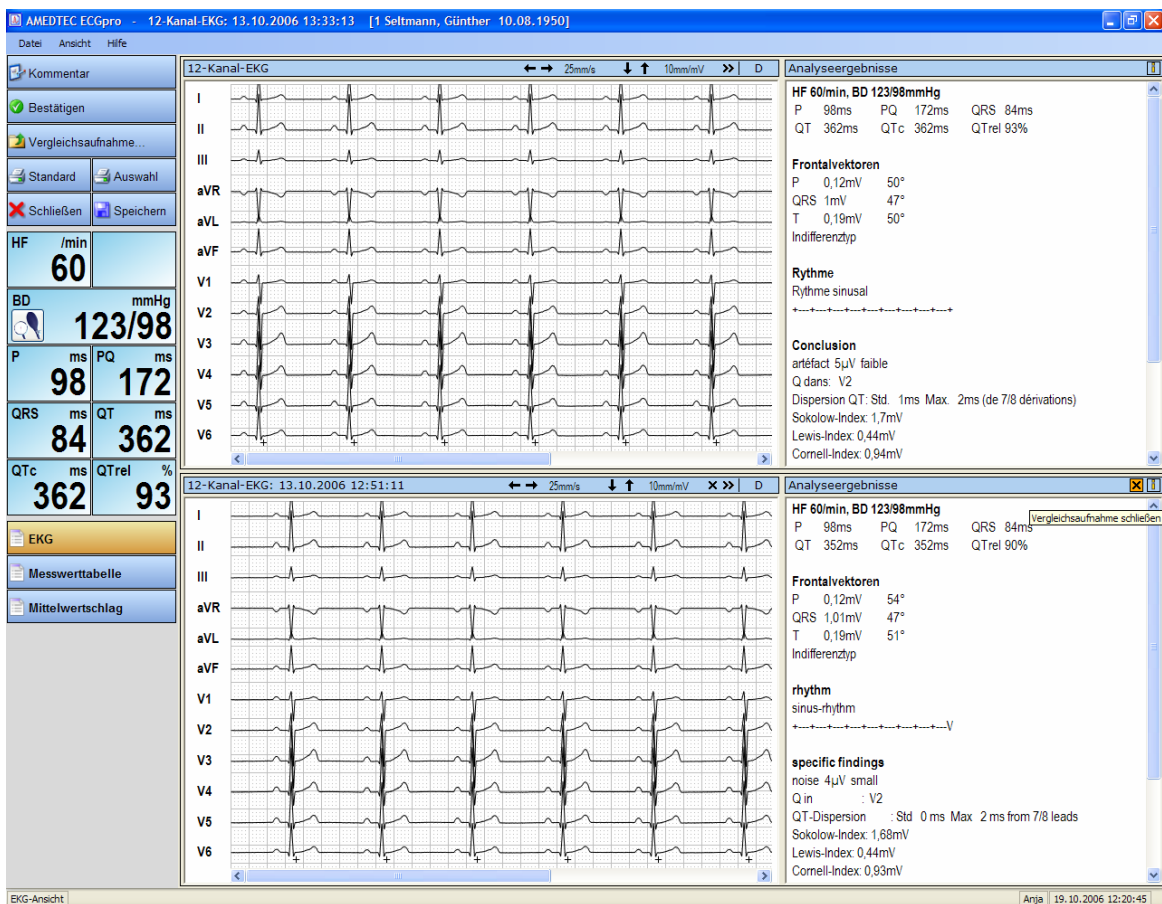 AMEDTEC ECGpro - 12-Kanal-EKG: 13.10.2006 13:33:13 [1 Seltmann, Günther 10.08.1950]
Datei Ansicht Hilfe
Kommentar
Bestätigen
Vergleichsaufnahme...
Standard Auswahl
Schließen Speichern
HF /min
60
BD mmHg
123/98
P ms PQ ms
98 172
QRS ms QT ms
84 362
QTc ms QTrel %
362 93
EKG
Messwerttabelle
Mittelwertschlag
12-Kanal-EKG 25mm/s 10mm/mV >> D
I
II
III
aVR
aVL
aVF
V1
V2
V3
V4
V5
V6
Analyseergebnisse
HF 60/min, BD 123/98mmHg
P 98ms PQ 172ms QRS 84ms
QT 362ms QTc 362ms QTrel 93%
Frontalvektoren
P 0,12mV 50°
QRS 1mV 47°
T 0,19mV 50°
Indifferenztyp
Rythme
Rythme sinusal
+---+---+---+---+---+---+---+---+---+---+
Conclusion
artéfact 5µV faible
Q dans: V2
Dispersion QT: Std. 1ms Max. 2ms (de 7/8 dérivations)
Sokolow-Index: 1,7mV
Lewis-Index: 0,44mV
Cornell-Index: 0,94mV
12-Kanal-EKG: 13.10.2006 12:51:11 25mm/s 10mm/mV X >> D
I
II
III
aVR
aVL
aVF
V1
V2
V3
V4
V5
V6
Analyseergebnisse
HF 60/min, BD 123/98mmHg
Vergleichsaufnahme schließen
P 98ms PQ 172ms QRS 84ms
QT 352ms QTc 352ms QTrel 90%
Frontalvektoren
P 0,12mV 54°
QRS 1,01mV 47°
T 0,19mV 51°
Indifferenztyp
rhythm
sinus-rhythm
+---+---+---+---+---+---+---+---+---+---V
specific findings
noise 4µV small
Q in : V2
QT-Dispersion : Std 0 ms Max 2 ms from 7/8 leads
Sokolow-Index: 1,68mV
Lewis-Index: 0,44mV
Cornell-Index: 0,93mV
EKG-Ansicht Anja 19.10.2006 12:20:45